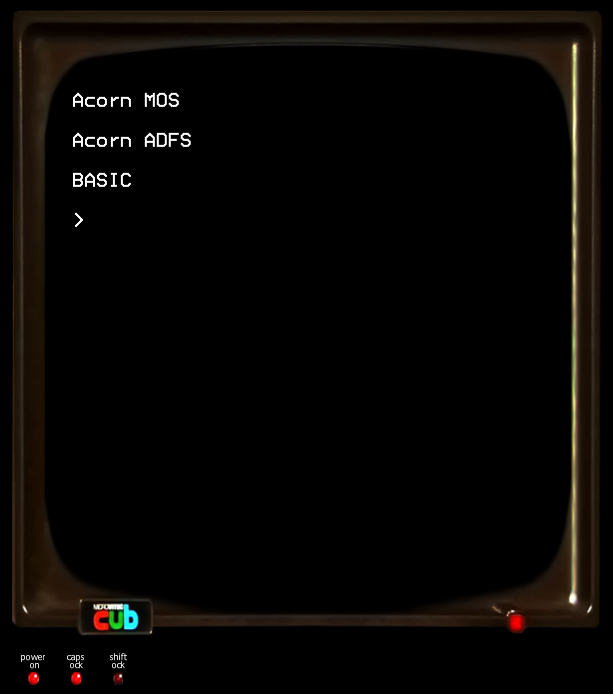 Acorn MOS
Acorn ADFS
BASIC
>
cub
power on
caps lock
shift lock